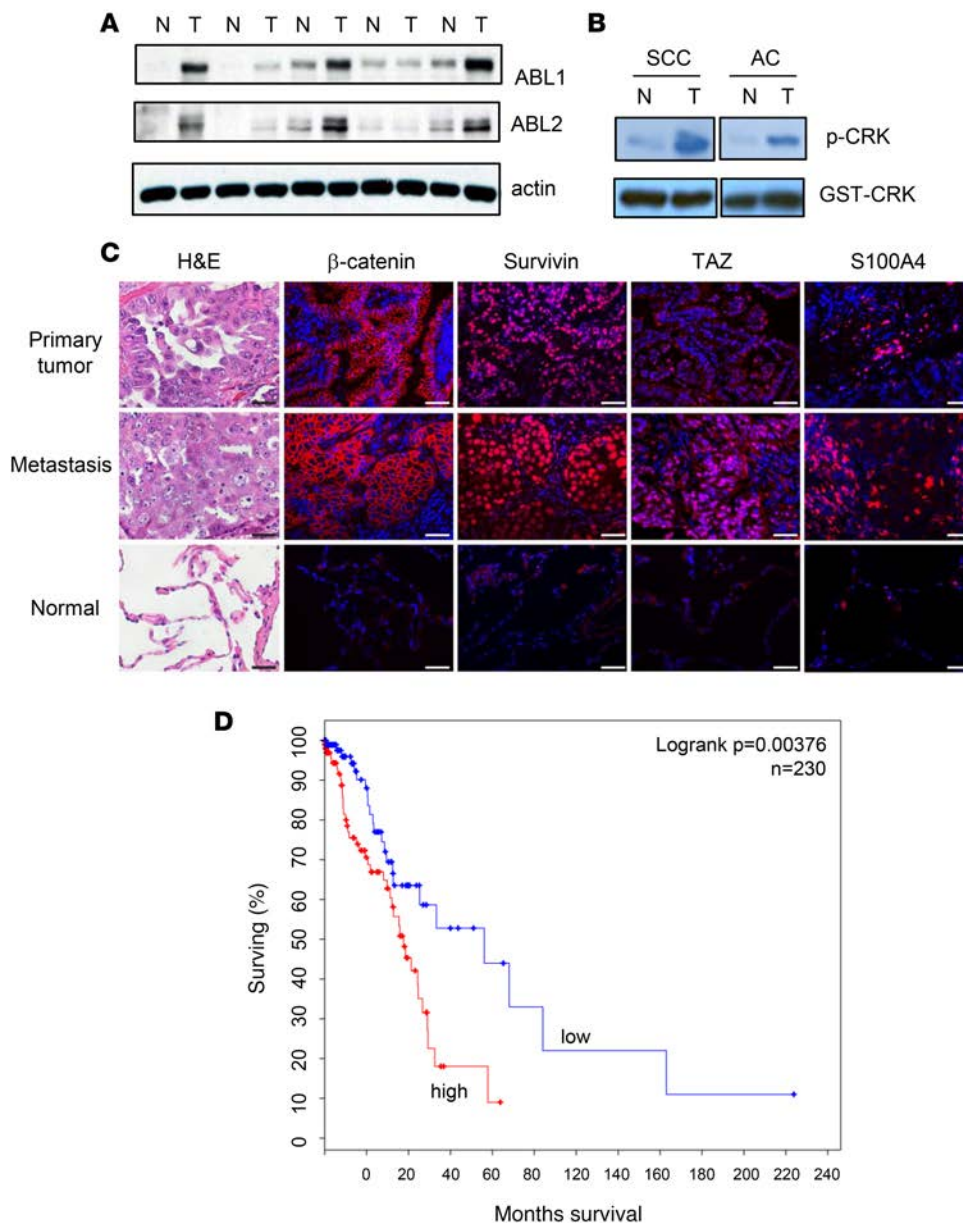 A
N T N T N T N T N T
ABL1
ABL2
actin
B
SCC AC
N T N T
p-CRK
GST-CRK
C
H&E β-catenin Survivin TAZ S100A4
Primary
tumor
Metastasis
Normal
D
Logrank p=0.00376
n=230
Surving (%)
100
90
80
70
60
50
40
30
20
10
0
low
high
0 20 40 60 80 100 120 140 160 180 200 220 240
Months survival